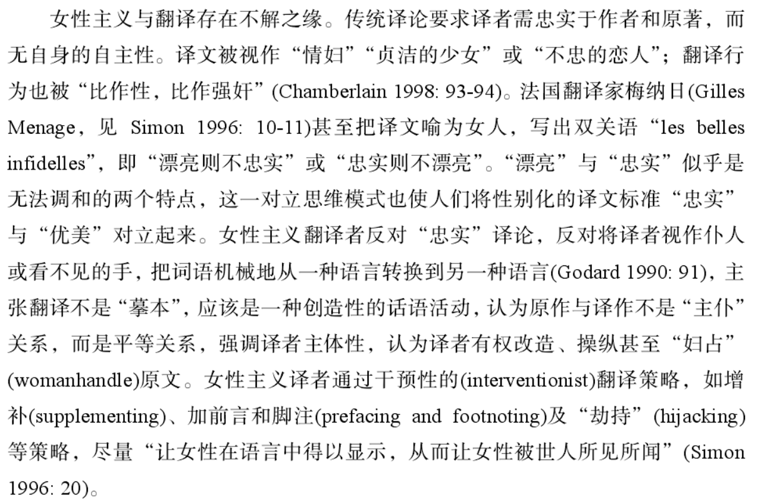 女性主义与翻译存在不解之缘。传统译论要求译者需忠实于作者和原著，而
无自身的自主性。译文被视作“情妇”“贞洁的少女”或“不忠的恋人”；翻译行
为也被“比作性，比作强奸”(Chamberlain 1998: 93-94)。法国翻译家梅纳日(Gilles
Menage，见 Simon 1996: 10-11)甚至把译文喻为女人，写出双关语“les belles
infidelles”，即“漂亮则不忠实”或“忠实则不漂亮”。“漂亮”与“忠实”似乎是
无法调和的两个特点，这一对立思维模式也使人们将性别化的译文标准“忠实”
与“优美”对立起来。女性主义翻译者反对“忠实”译论，反对将译者视作仆人
或看不见的手，把词语机械地从一种语言转换到另一种语言(Godard 1990: 91)，主
张翻译不是“摹本”，应该是一种创造性的话语活动，认为原作与译作不是“主仆”
关系，而是平等关系，强调译者主体性，认为译者有权改造、操纵甚至“妇占”
(womanhandle)原文。女性主义译者通过干预性的(interventionist)翻译策略，如增
补(supplementing)、加前言和脚注(prefacing and footnoting)及“劫持”(hijacking)
等策略，尽量“让女性在语言中得以显示，从而让女性被世人所见所闻”(Simon
1996: 20)。